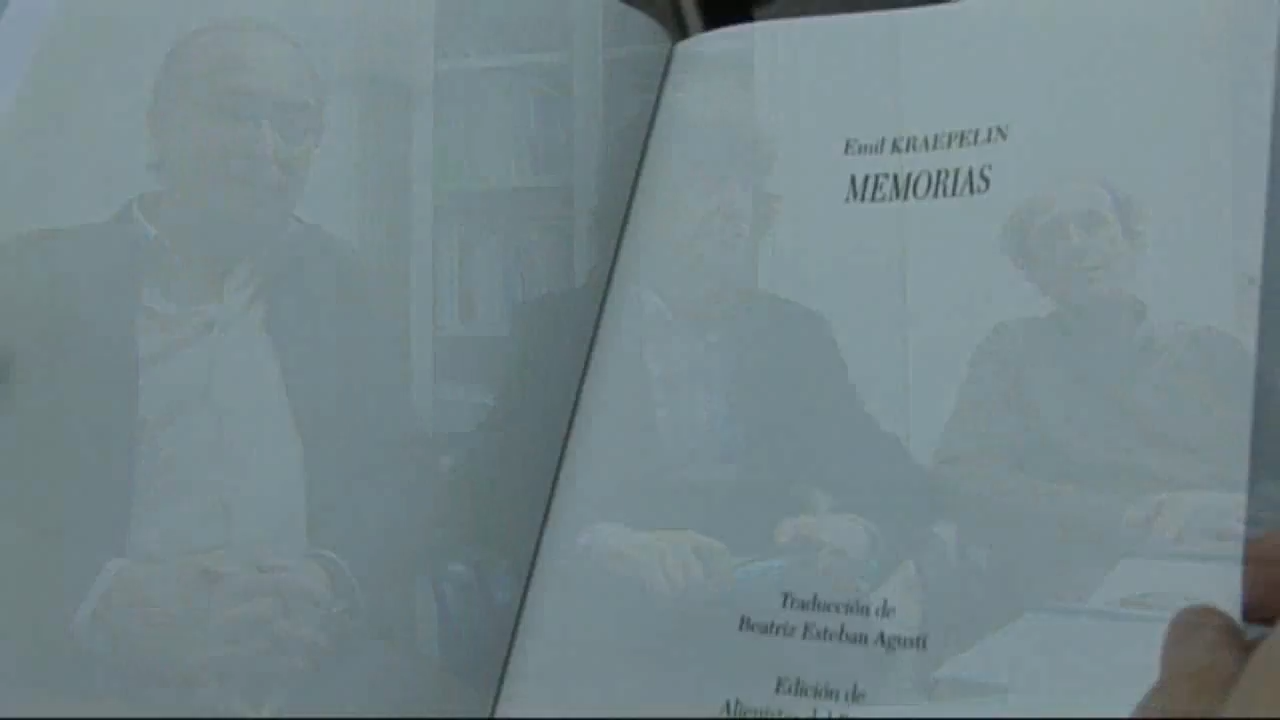 Emil KRAEPELIN
MEMORIAS
Traducción de
Beatriz Esteban Agustí
Edición de